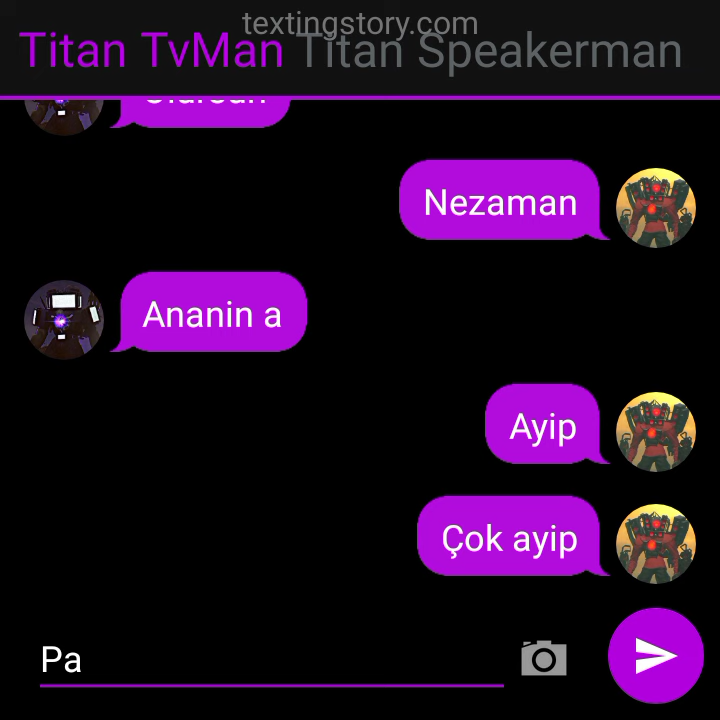 textingstory.com
Titan TvMan Titan Speakerman
Nezaman
Ananin a
Ayip
Çok ayip
Pa